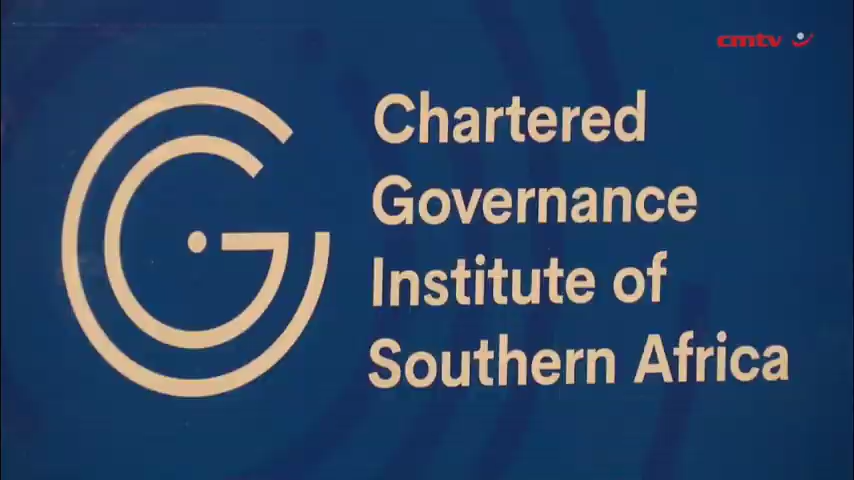 cmtv
Chartered
Governance
Institute of
Southern Africa